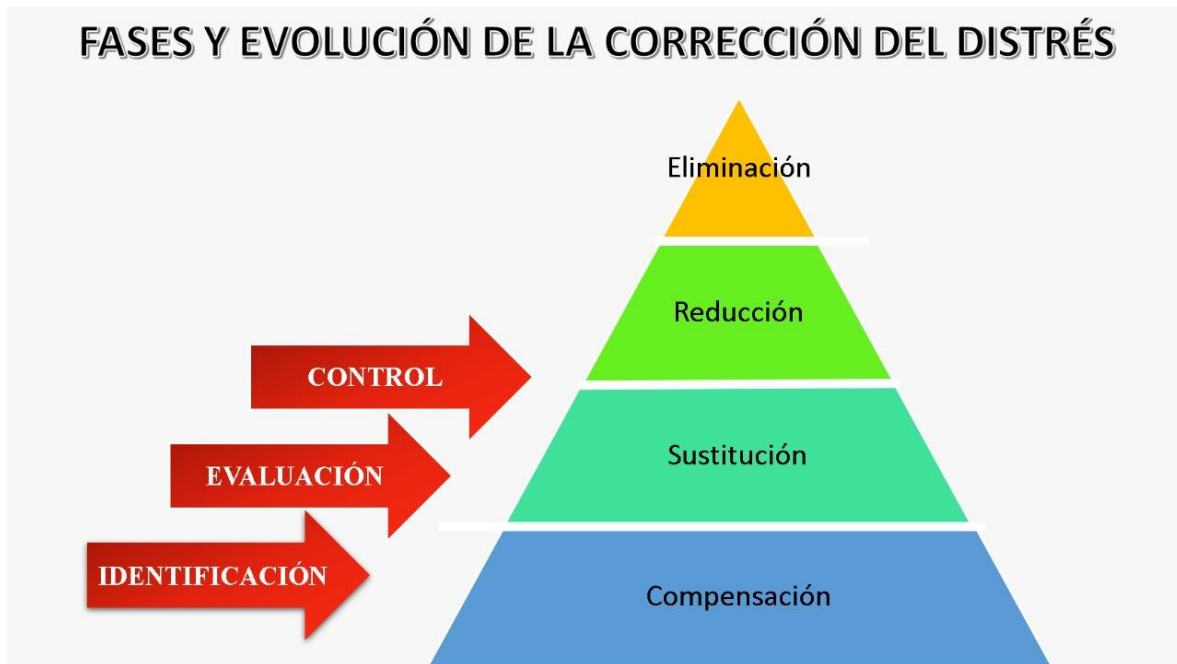 FASES Y EVOLUCIÓN DE LA CORRECCIÓN DEL DISTRÉS
Eliminación
Reducción
CONTROL
Sustitución
EVALUACIÓN
IDENTIFICACIÓN
Compensación